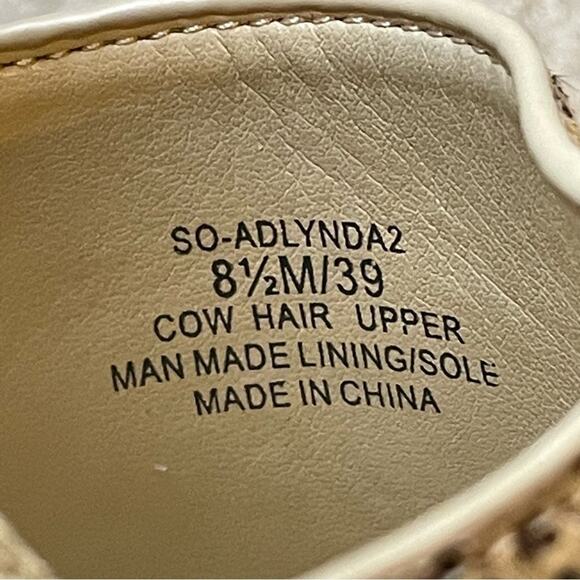 SO-ADLYNDA2
8½M/39
COW HAIR UPPER
MAN MADE LINING/SOLE
MADE IN CHINA